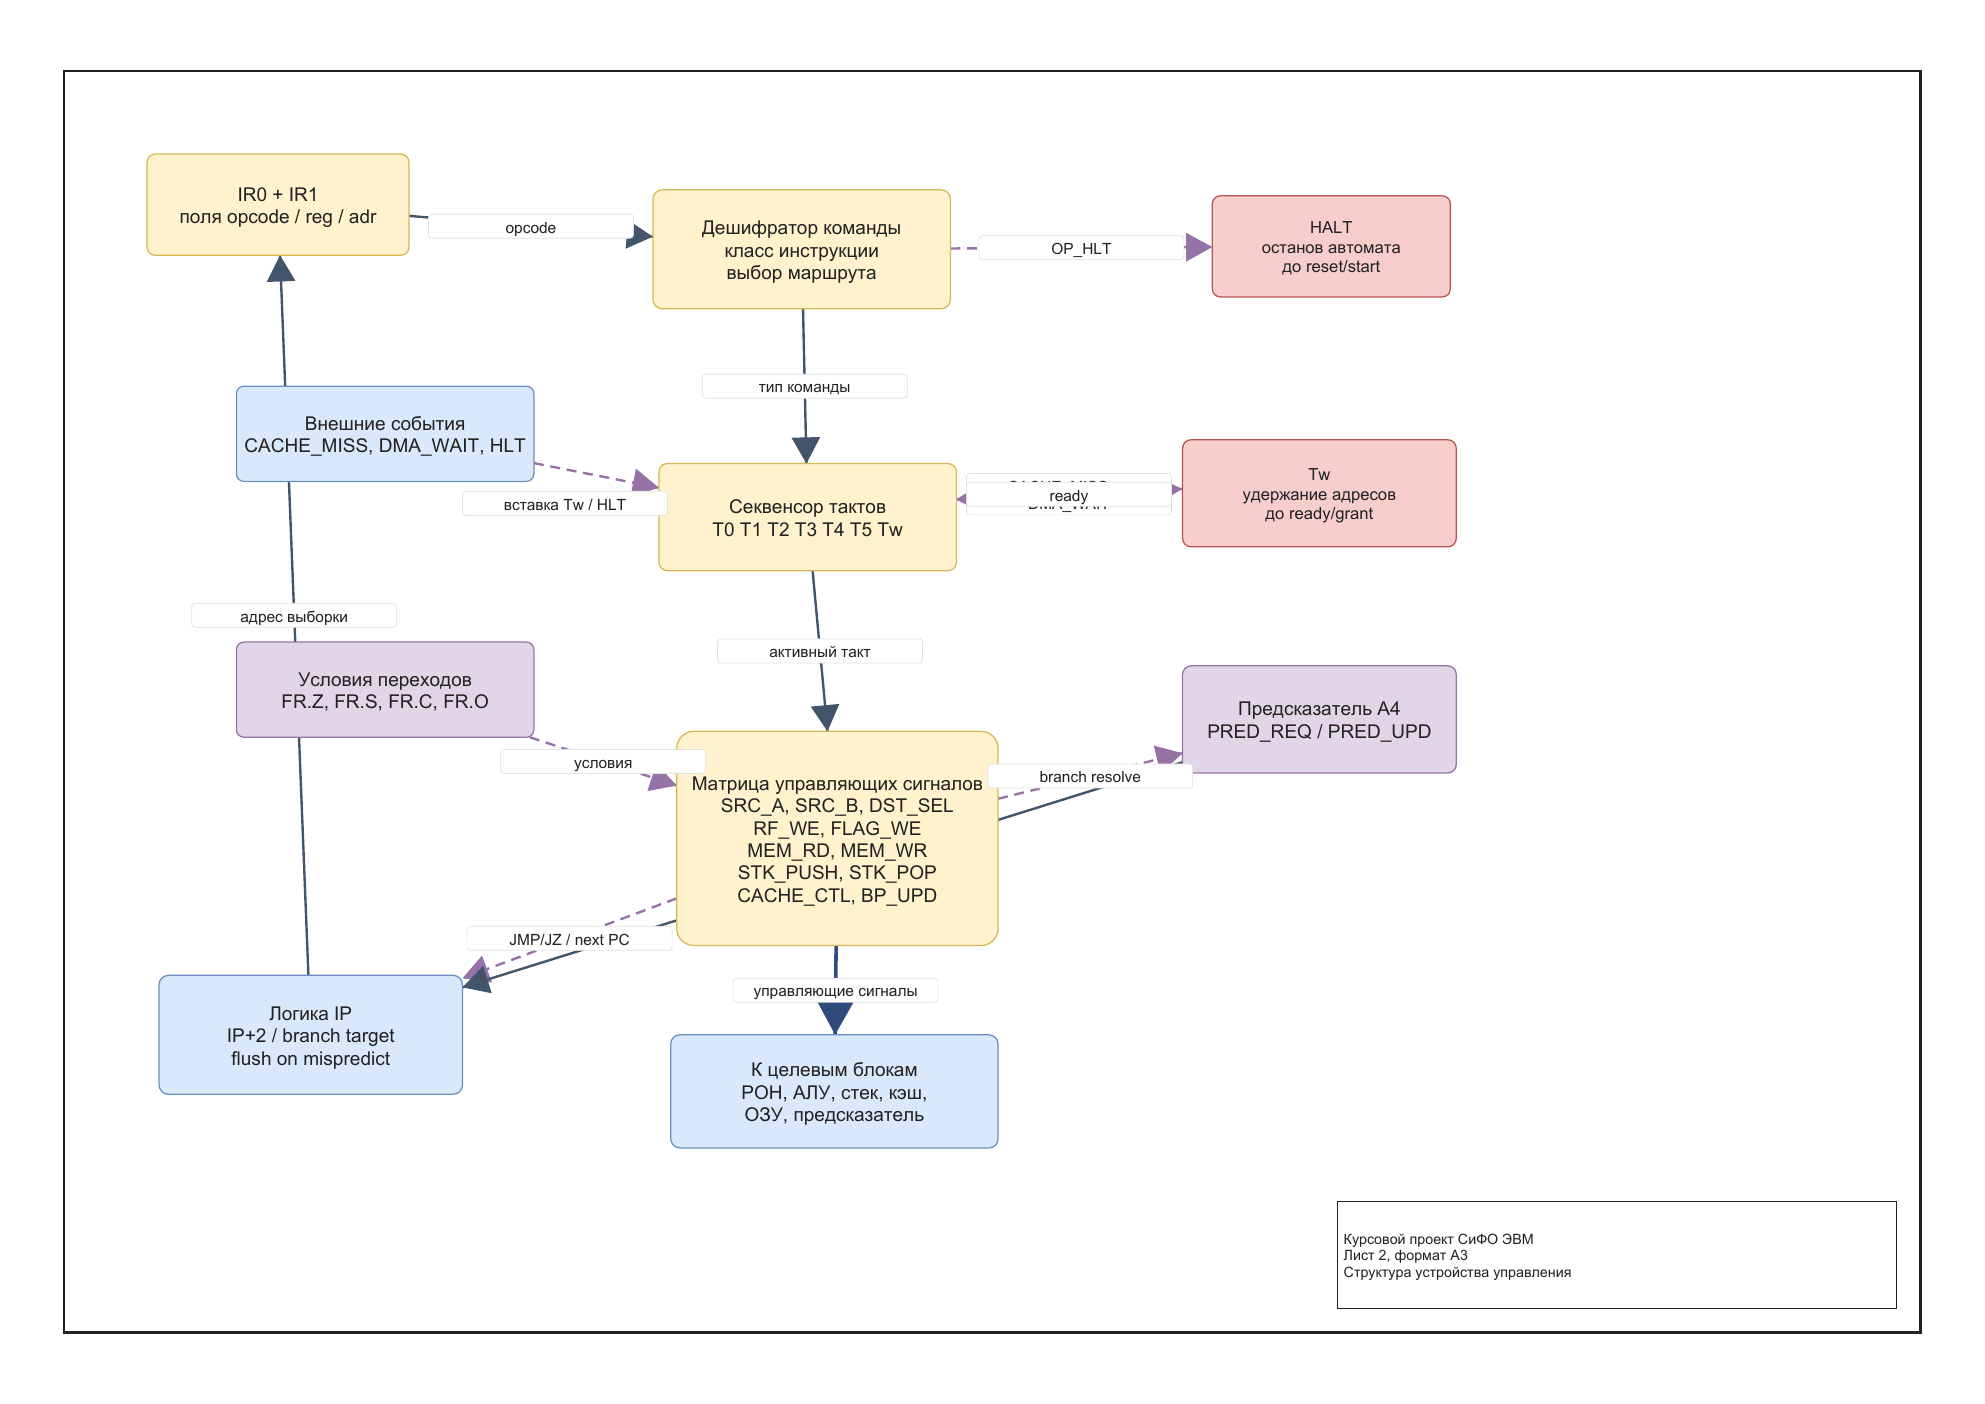 IR0 + IR1
поля opcode / reg / adr
opcode
Дешифратор команды
класс инструкции
выбор маршрута
OP_HLT
HALT
останов автомата
до reset/start
тип команды
Внешние события
CACHE_MISS, DMA_WAIT, HLT
вставка Tw / HLT
Секвенсор тактов
T0 T1 T2 T3 T4 T5 Tw
ready
Tw
удержание адресов
до ready/grant
адрес выборки
активный такт
Условия переходов
FR.Z, FR.S, FR.C, FR.O
условия
Матрица управляющих сигналов
SRC_A, SRC_B, DST_SEL
RF_WE, FLAG_WE
MEM_RD, MEM_WR
STK_PUSH, STK_POP
CACHE_CTL, BP_UPD
branch resolve
Предсказатель A4
PRED_REQ / PRED_UPD
JMP/JZ / next PC
управляющие сигналы
Логика IP
IP+2 / branch target
flush on mispredict
К целевым блокам
РОН, АЛУ, стек, кэш,
ОЗУ, предсказатель
Курсовой проект СиФО ЭВМ
Лист 2, формат А3
Структура устройства управления